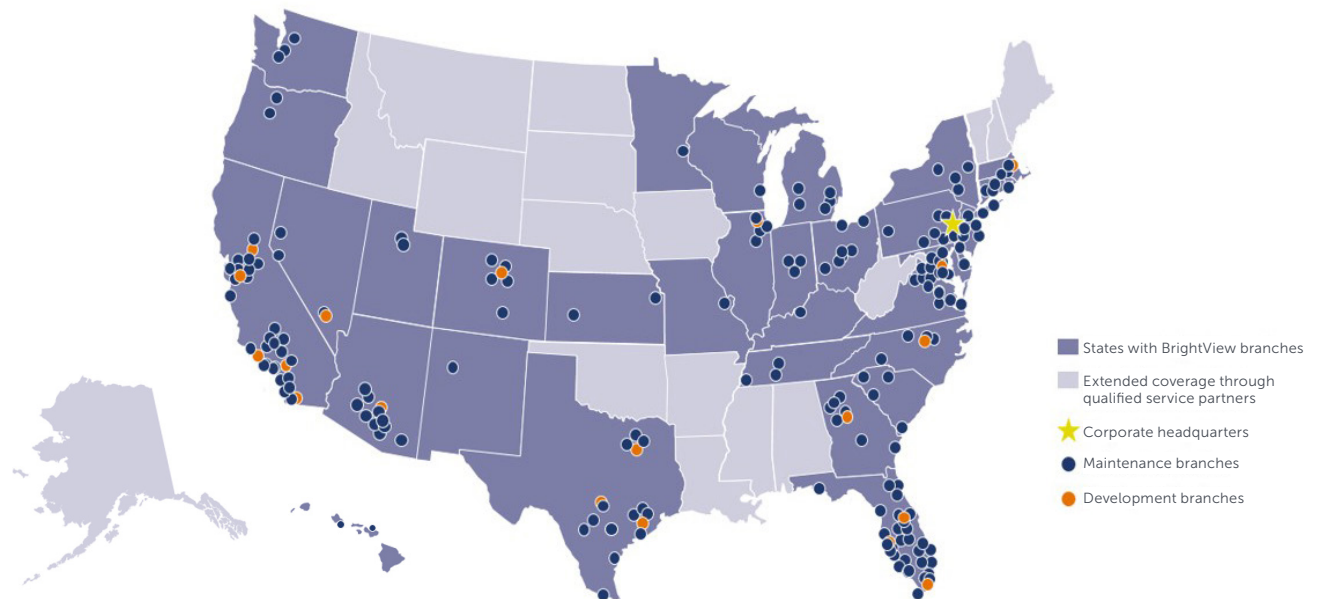 States with BrightView branches
Extended coverage through
qualified service partners
Corporate headquarters
Maintenance branches
Development branches